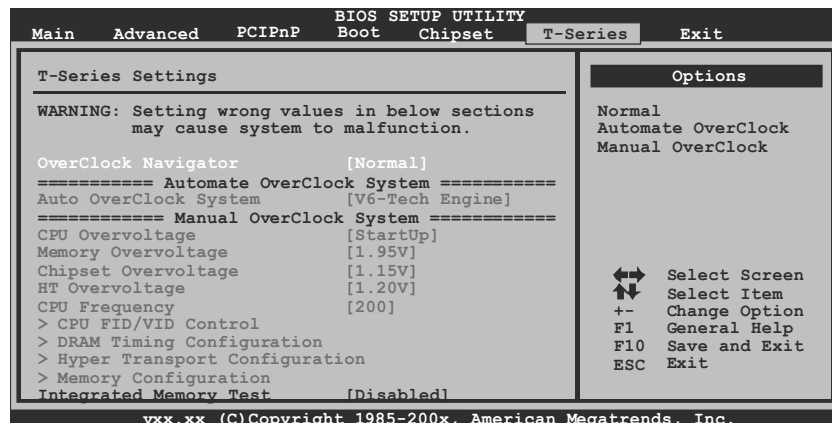 BIOS SETUP UTILITY
Main Advanced PCIPnP Boot Chipset T-Series Exit
T-Series Settings
WARNING: Setting wrong values in below sections
may cause system to malfunction.
OverClock Navigator [Normal]
=========== Automate OverClock System ===========
Auto OverClock System [V6-Tech Engine]
============ Manual OverClock System ============
CPU Overvoltage [StartUp]
Memory Overvoltage [1.95V]
Chipset Overvoltage [1.15V]
HT Overvoltage [1.20V]
CPU Frequency [200]
> CPU FID/VID Control
> DRAM Timing Configuration
> Hyper Transport Configuration
> Memory Configuration
Integrated Memory Test [Disabled]
Options
Normal
Automate OverClock
Manual OverClock
Select Screen
Select Item
+- Change Option
F1 General Help
F10 Save and Exit
ESC Exit
vxx.xx (C)Copyright 1985-200x, American Megatrends, Inc.